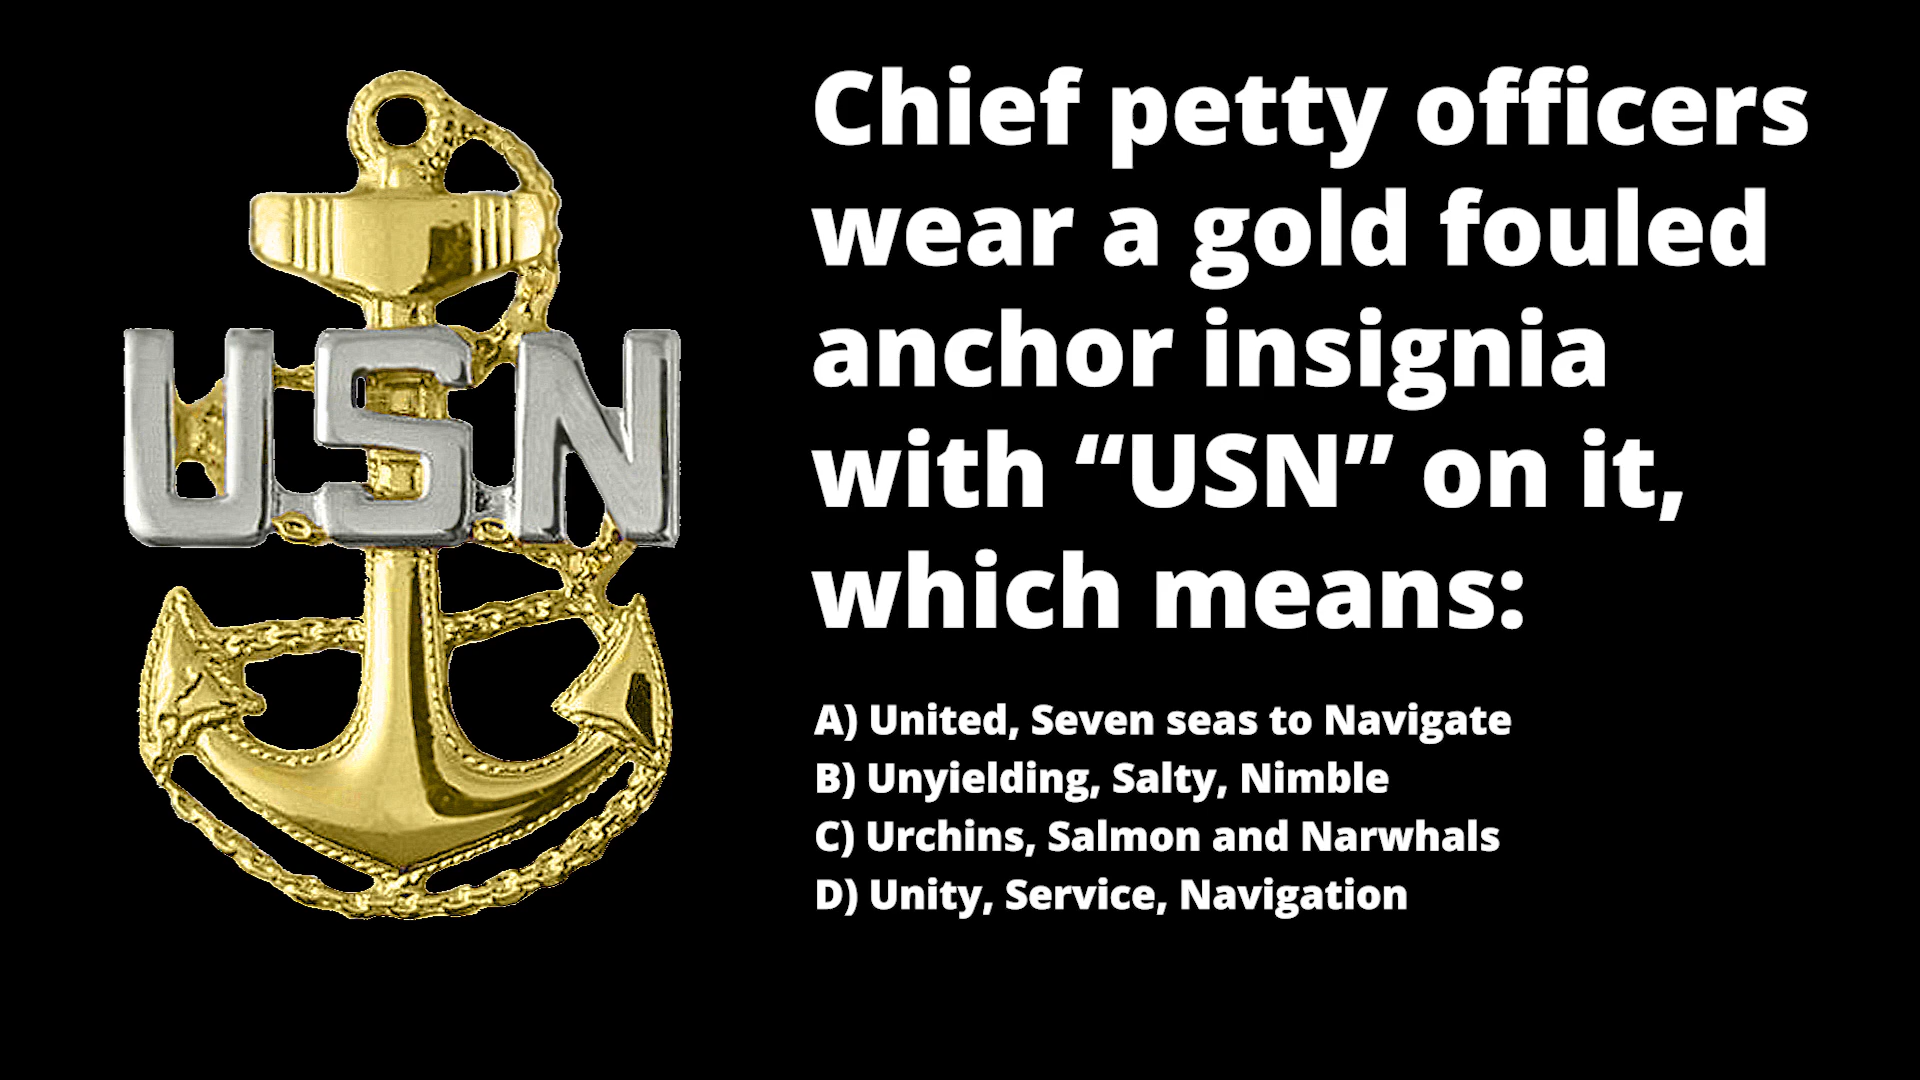 USN
Chief petty officers
wear a gold fouled
anchor insignia
with “USN” on it,
which means:
A) United, Seven seas to Navigate
B) Unyielding, Salty, Nimble
C) Urchins, Salmon and Narwhals
D) Unity, Service, Navigation